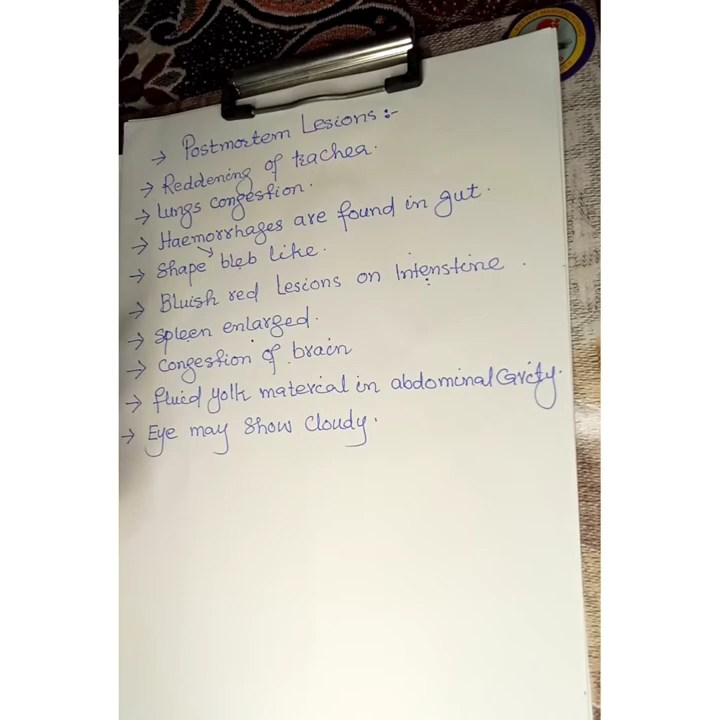 → Postmortem Lesions :-
→ Reddening of trachea.
→ Lungs congestion.
→ Haemorrhages are found in gut.
→ Shape → bleb like.
→ Bluish red Lesions on Intenstine .
→ Spleen enlarged.
→ Congestion of brain
→ fluid yolk material in abdominal Cavity.
→ Eye may Show Cloudy.